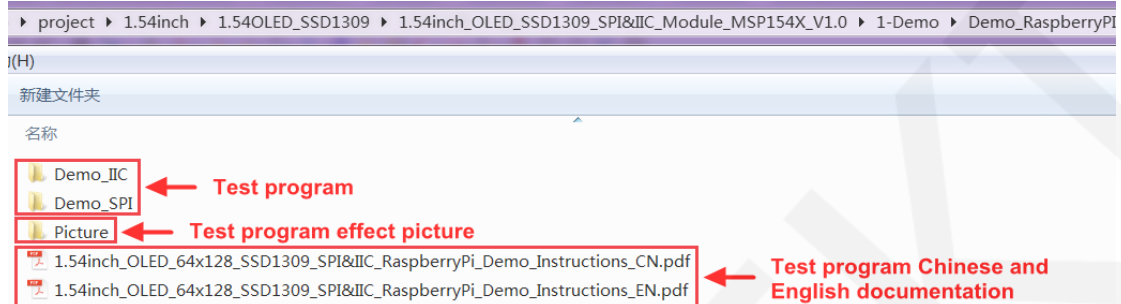 project ▸ 1.54inch ▸ 1.54OLED_SSD1309 ▸ 1.54inch_OLED_SSD1309_SPI&IIC_Module_MSP154X_V1.0 ▸ 1-Demo ▸ Demo_RaspberryPI
(H)
新建文件夹
名称
Demo_IIC
Test program
Demo_SPI
Picture
Test program effect picture
1.54inch_OLED_64x128_SSD1309_SPI&IIC_RaspberryPi_Demo_Instructions_CN.pdf
1.54inch_OLED_64x128_SSD1309_SPI&IIC_RaspberryPi_Demo_Instructions_EN.pdf
Test program Chinese and
English documentation